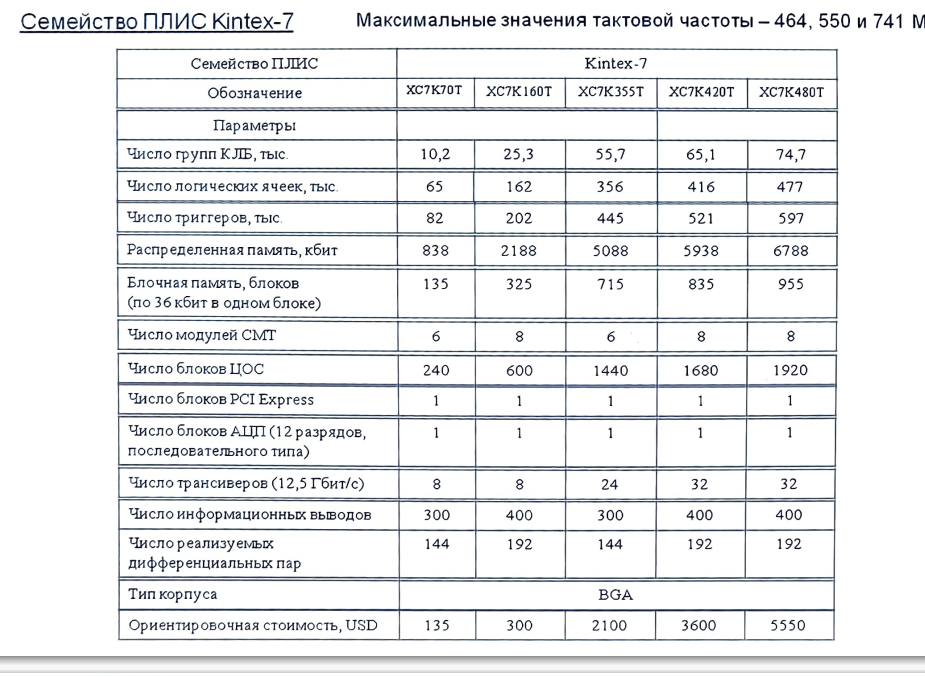 Семейство ПЛИС Kintex-7 Максимальные значения тактовой частоты – 464, 550 и 741 М
Семейство ПЛИС Kintex-7
Обозначение XC7K70T XC7K160T XC7K355T XC7K420T XC7K480T
Параметры
Число групп КЛБ, тыс. 10,2 25,3 55,7 65,1 74,7
Число логических ячеек, тыс. 65 162 356 416 477
Число триггеров, тыс. 82 202 445 521 597
Распределенная память, кбит 838 2188 5088 5938 6788
Блочная память, блоков 135 325 715 835 955
(по 36 кбит в одном блоке)
Число модулей СМТ 6 8 6 8 8
Число блоков ЦОС 240 600 1440 1680 1920
Число блоков PCI Express 1 1 1 1 1
Число блоков АЦП (12 разрядов, 1 1 1 1 1
последовательного типа)
Число трансиверов (12,5 Гбит/с) 8 8 24 32 32
Число информационных выводов 300 400 300 400 400
Число реализуемых 144 192 144 192 192
дифференциальных пар
Тип корпуса BGA
Ориентировочная стоимость, USD 135 300 2100 3600 5550